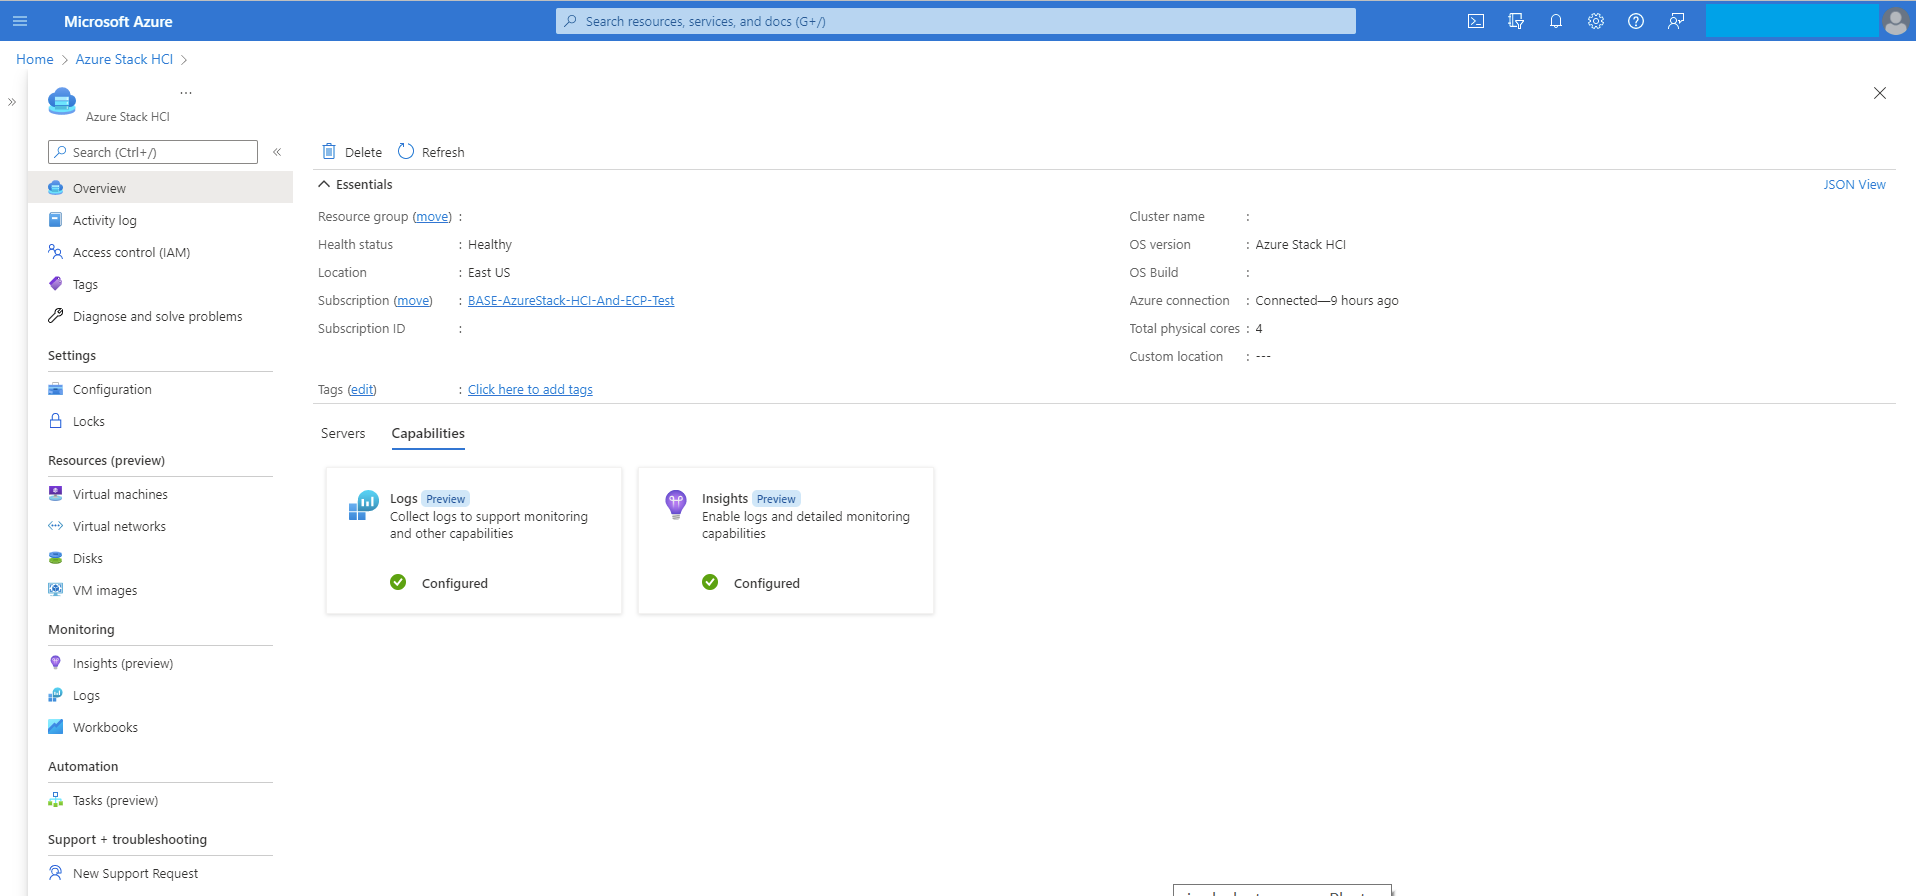 Microsoft Azure
Search resources, services, and docs (G+/)
Home > Azure Stack HCI >
...
Azure Stack HCI
Search (Ctrl+/)
Overview
Activity log
Access control (IAM)
Tags
Diagnose and solve problems
Settings
Configuration
Locks
Resources (preview)
Virtual machines
Virtual networks
Disks
VM images
Monitoring
Insights (preview)
Logs
Workbooks
Automation
Tasks (preview)
Support + troubleshooting
New Support Request
Delete Refresh
Essentials
JSON View
Resource group (move) :
Health status : Healthy
Location : East US
Subscription (move) : BASE-AzureStack-HCI-And-ECP-Test
Subscription ID :
Cluster name :
OS version : Azure Stack HCI
OS Build :
Azure connection : Connected—9 hours ago
Total physical cores : 4
Custom location : ---
Tags (edit) : Click here to add tags
Servers Capabilities
Logs Preview
Collect logs to support monitoring
and other capabilities
Configured
Insights Preview
Enable logs and detailed monitoring
capabilities
Configured